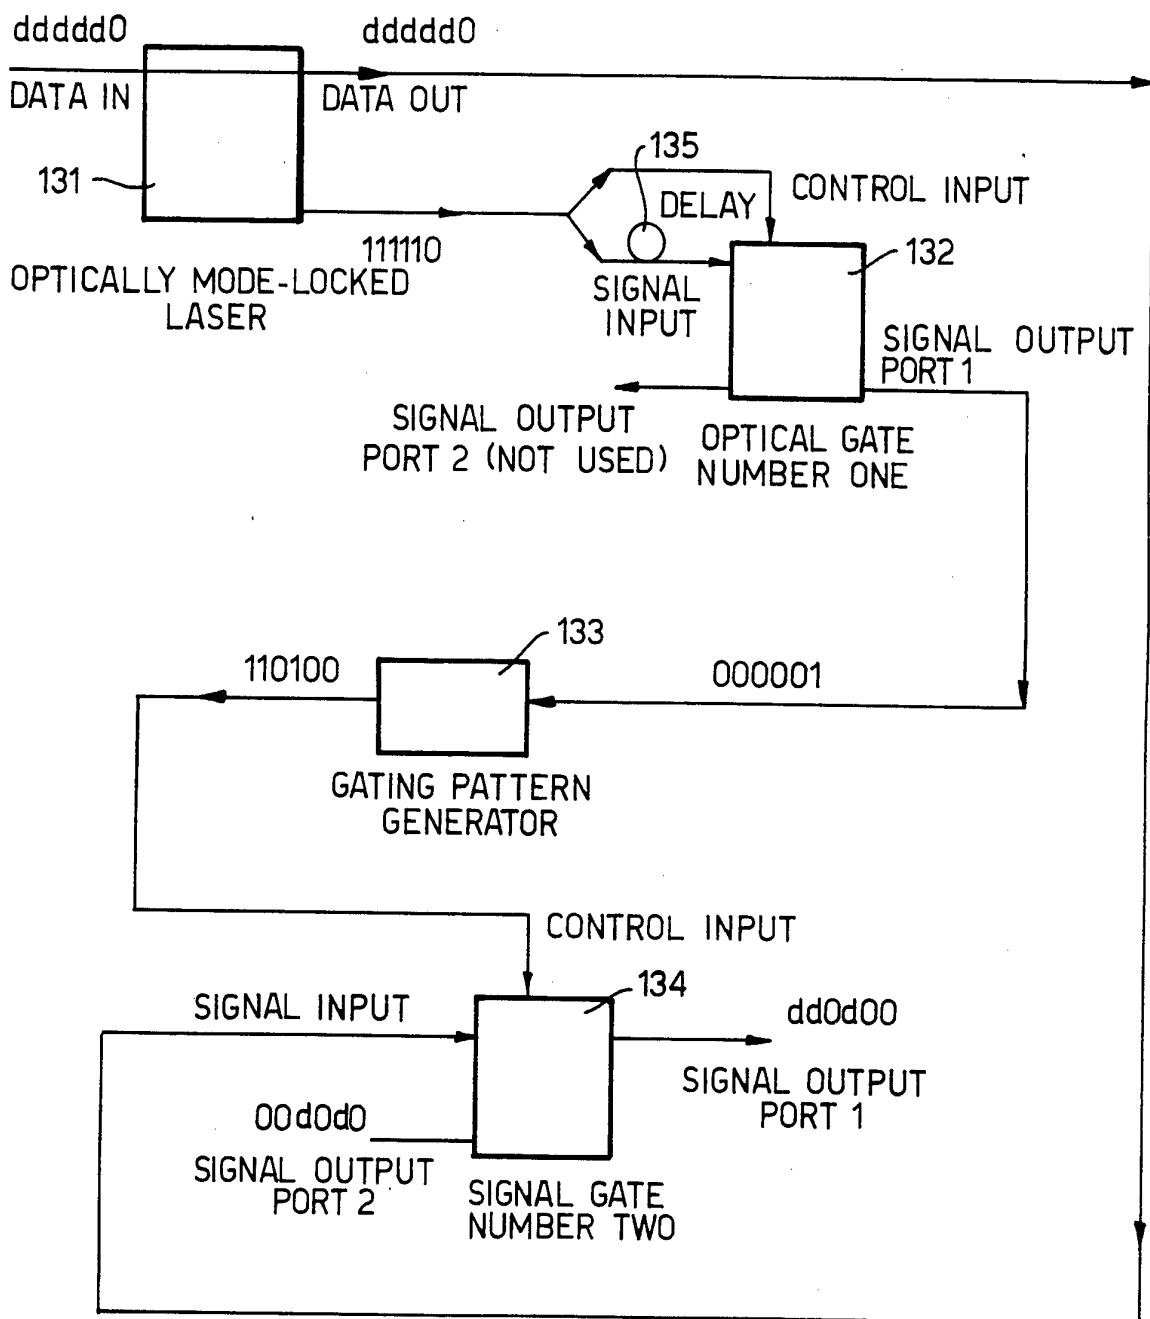 ddddd0
ddddd0
DATA IN
DATA OUT
131
135
DELAY
CONTROL INPUT
111110
132
OPTICALLY MODE-LOCKED
LASER
SIGNAL
INPUT
SIGNAL OUTPUT
PORT 1
SIGNAL OUTPUT
PORT 2 (NOT USED)
OPTICAL GATE
NUMBER ONE
133
110100
000001
GATING PATTERN
GENERATOR
CONTROL INPUT
134
SIGNAL INPUT
dd0d00
SIGNAL OUTPUT
PORT 1
00d0d0
SIGNAL OUTPUT
PORT 2
SIGNAL GATE
NUMBER TWO